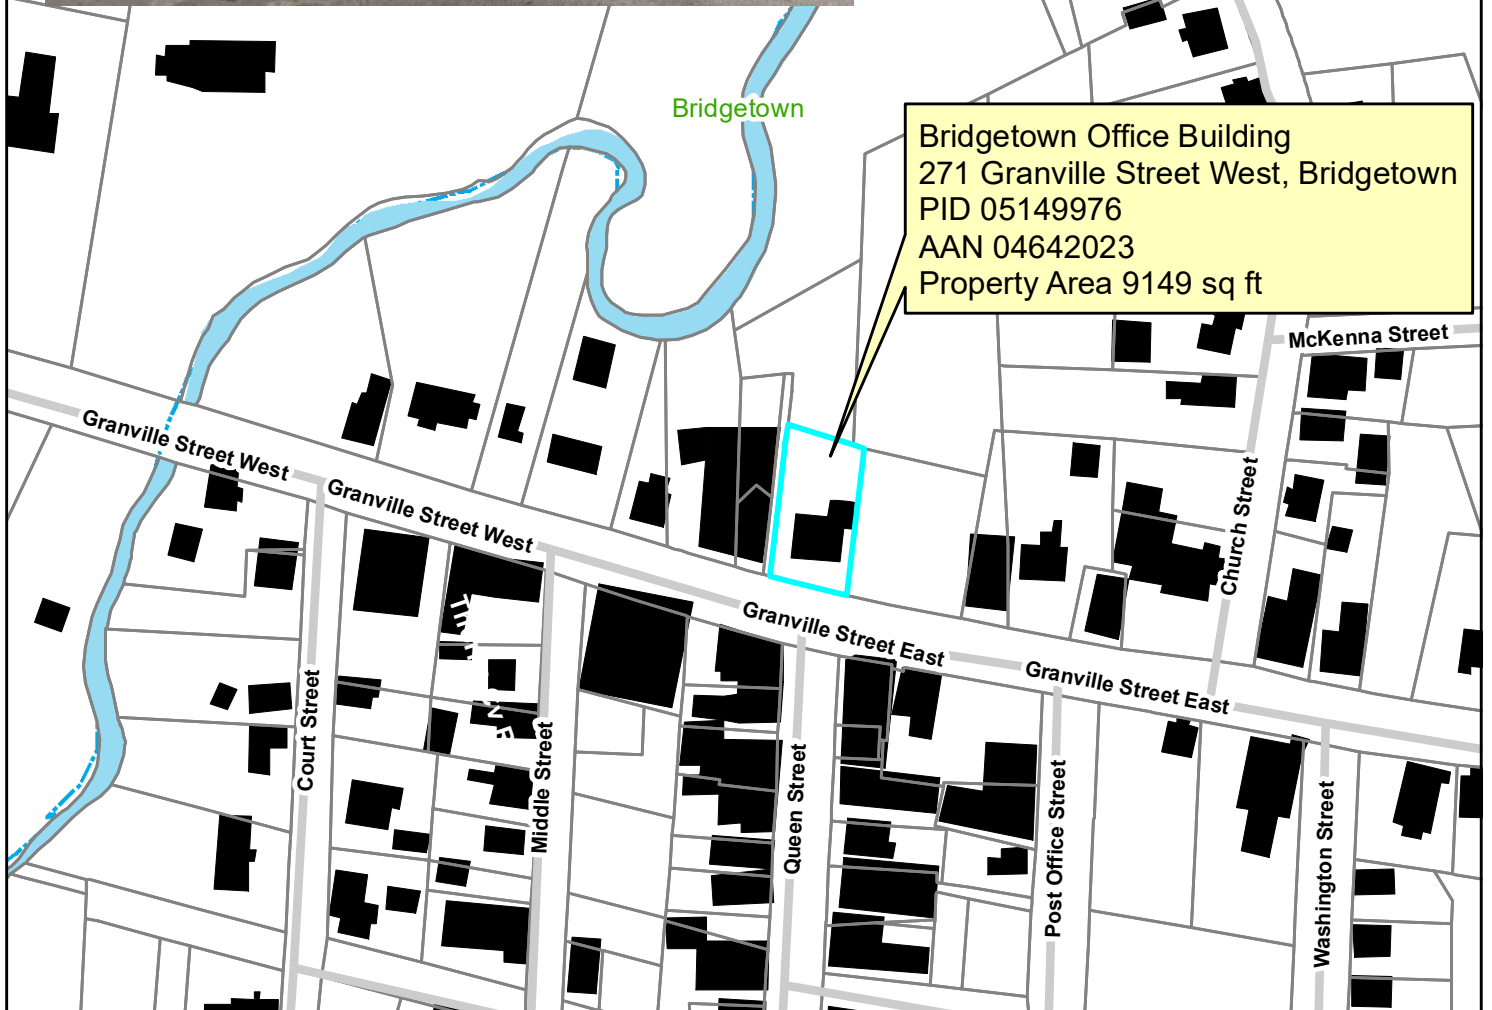 Bridgetown
Bridgetown Office Building
271 Granville Street West, Bridgetown
PID 05149976
AAN 04642023
Property Area 9149 sq ft
McKenna Street
Granville Street West
Granville Street West
Granville Street East
Granville Street East
Church Street
Court Street
Middle Street
Queen Street
Post Office Street
Washington Street